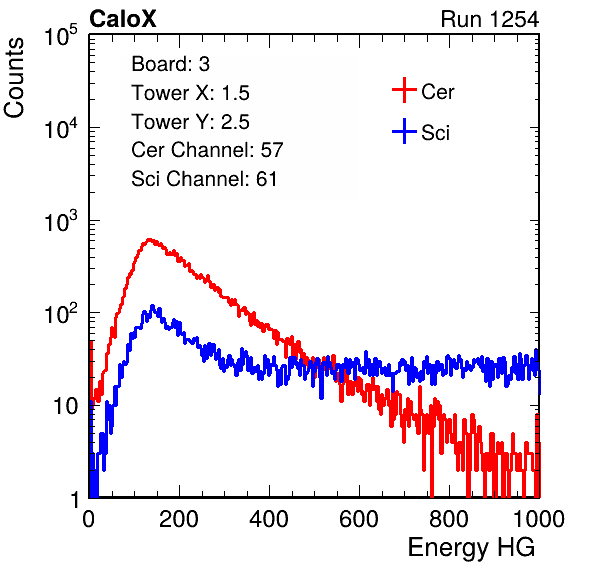 CaloX Run 1254
Counts
Board: 3
Tower X: 1.5
Tower Y: 2.5
Cer Channel: 57
Sci Channel: 61
Cer
Sci
10^5
10^4
10^3
10^2
10
1
0 200 400 600 800 1000
Energy HG